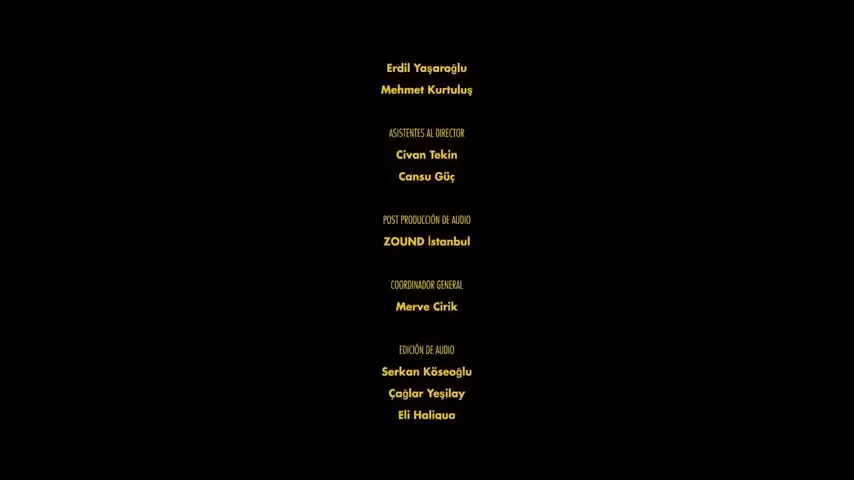 Erdil Yaşaroğlu
Mehmet Kurtuluş
ASISTENTES AL DIRECTOR
Civan Tekin
Cansu Güç
POST PRODUCCIÓN DE AUDIO
ZOUND İstanbul
COORDINADOR GENERAL
Merve Cirik
EDICIÓN DE AUDIO
Serkan Köseoğlu
Çağlar Yeşilay
Eli Haligua